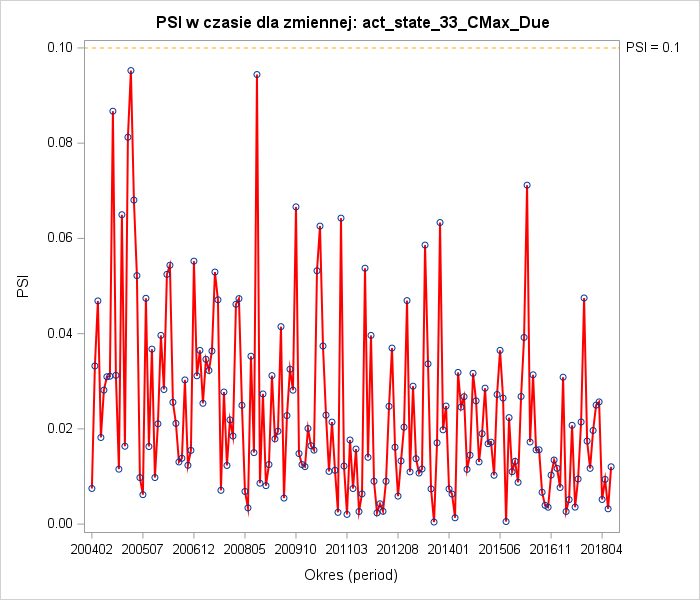 PSI w czasie dla zmiennej: act_state_33_CMax_Due
PSI = 0.1
0.10
0.08
0.06
0.04
0.02
0.00
PSI
200402 200507 200612 200805 200910 201103 201208 201401 201506 201611 201804
Okres (period)